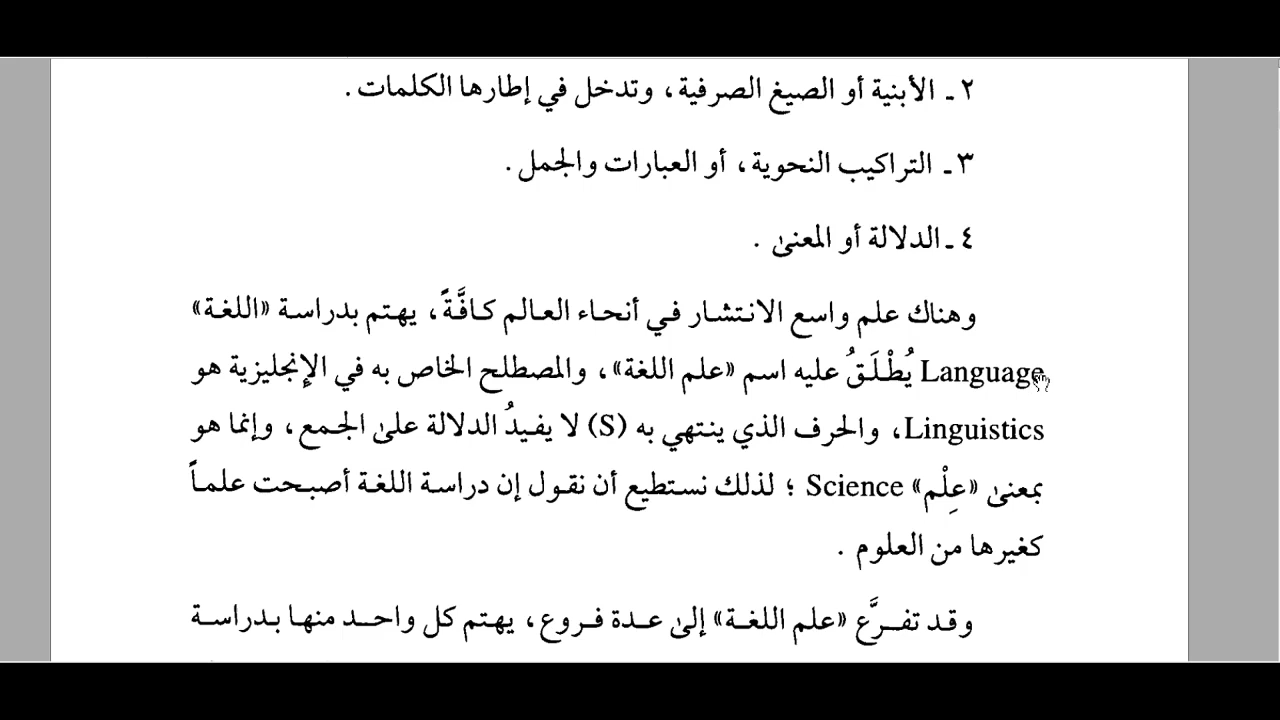 ٢ ـ الأبنية أو الصيغ الصرفية، وتدخل في إطارها الكلمات .
٣ ـ التراكيب النحوية، أو العبارات والجمل .
٤ ـ الدلالة أو المعنىٰ .
وهناك علم واسع الانتشار في أنحاء العالم كافَّةً، يهتم بدراسة «اللغة»
Language يُطْلَقُ عليه اسم «علم اللغة»، والمصطلح الخاص به في الإنجليزية هو
Linguistics، والحرف الذي ينتهي به (S) لا يفيدُ الدلالة علىٰ الجمع، وإنما هو
بمعنىٰ «عِلْم» Science ؛ لذلك نستطيع أن نقول إن دراسة اللغة أصبحت علماً
كغيرها من العلوم .
وقد تفرَّع «علم اللغة» إلىٰ عدة فروع، يهتم كل واحد منها بدراسة